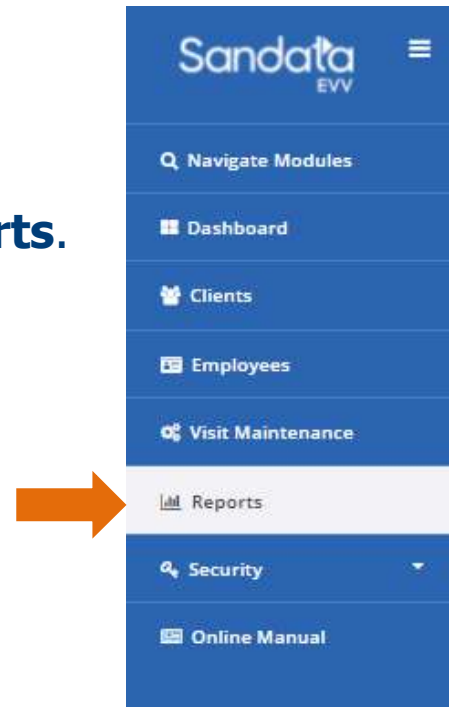 Sandata
EVV
Navigate Modules
Dashboard
rts.
Clients
Employees
Visit Maintenance
Reports
Security
Online Manual